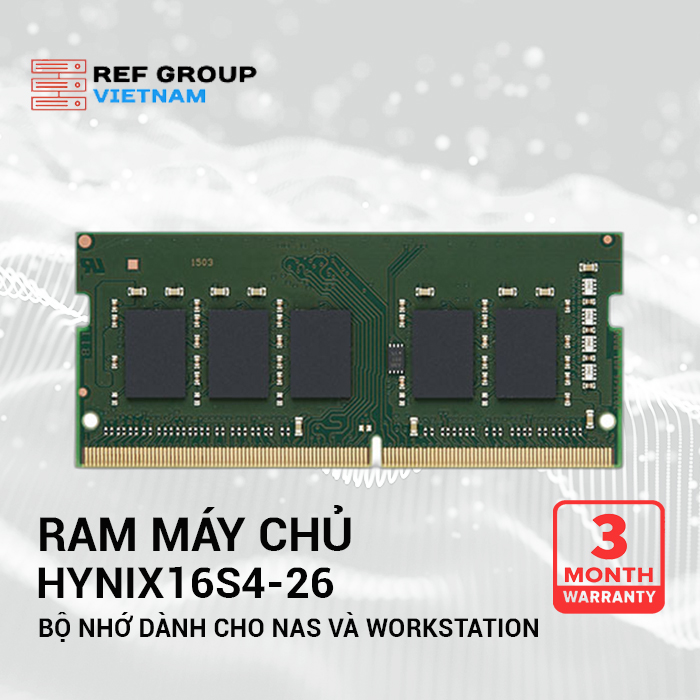 REF GROUP
VIETNAM
1503
RAM MÁY CHỦ
HYNIX16S4-26
BỘ NHỚ DÀNH CHO NAS VÀ WORKSTATION
3
MONTH
WARRANTY